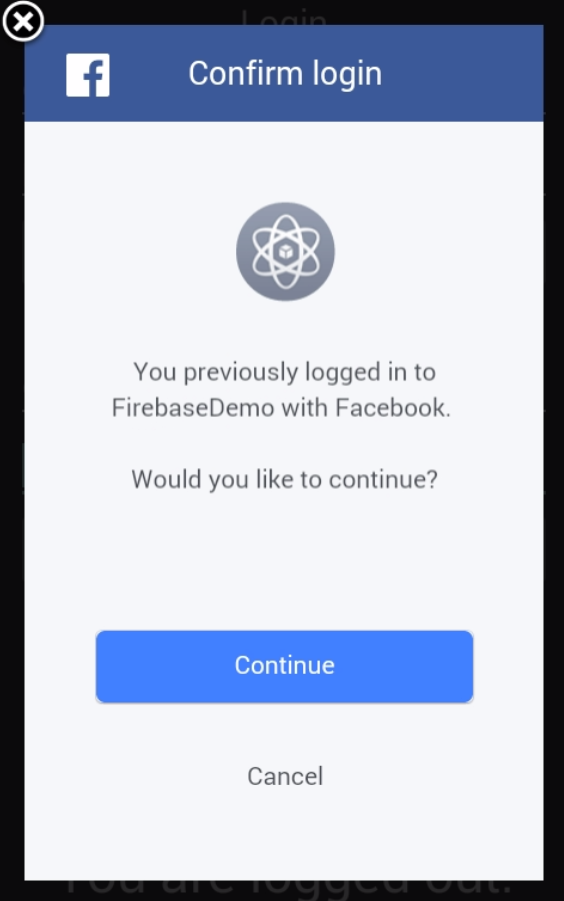 Login
Confirm login
You previously logged in to
FirebaseDemo with Facebook.
Would you like to continue?
Continue
Cancel
You are logged out.